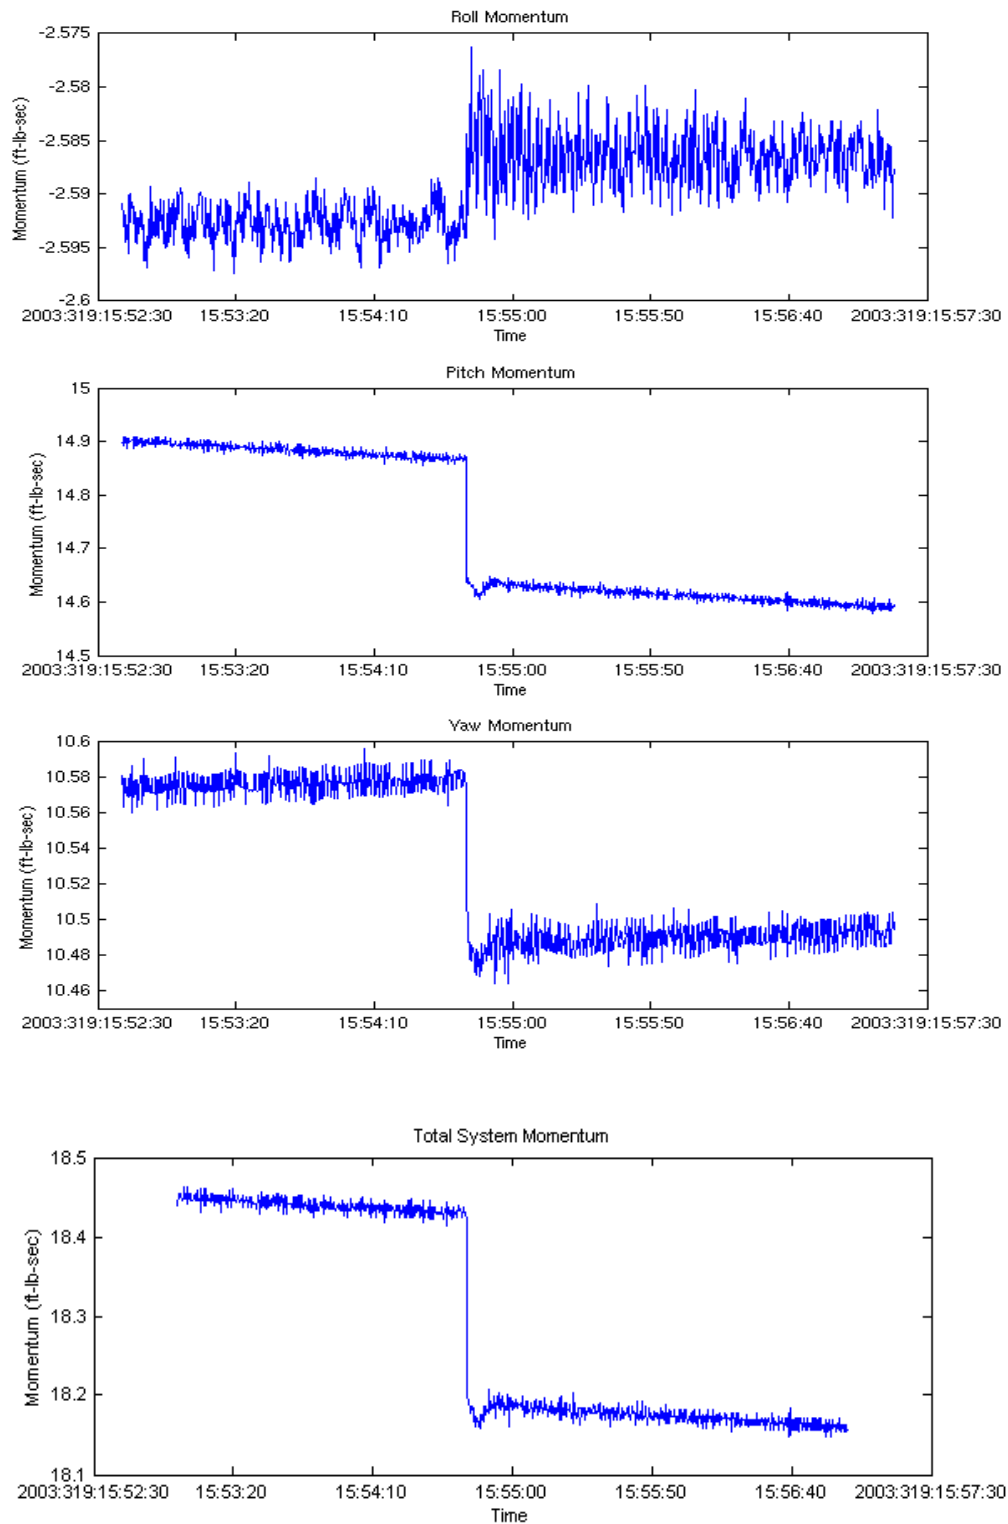 Roll Momentum
-2.575
-2.58
-2.585
-2.59
-2.595
-2.6
Momentum (ft-lb-sec)
2003:319:15:52:30 15:53:20 15:54:10 15:55:00 15:55:50 15:56:40 2003:319:15:57:30
Time
Pitch Momentum
15
14.9
14.8
14.7
14.6
14.5
Momentum (ft-lb-sec)
2003:319:15:52:30 15:53:20 15:54:10 15:55:00 15:55:50 15:56:40 2003:319:15:57:30
Time
Yaw Momentum
10.6
10.58
10.56
10.54
10.52
10.5
10.48
10.46
Momentum (ft-lb-sec)
2003:319:15:52:30 15:53:20 15:54:10 15:55:00 15:55:50 15:56:40 2003:319:15:57:30
Time
Total System Momentum
18.5
18.4
18.3
18.2
18.1
Momentum (ft-lb-sec)
2003:319:15:52:30 15:53:20 15:54:10 15:55:00 15:55:50 15:56:40 2003:319:15:57:30
Time